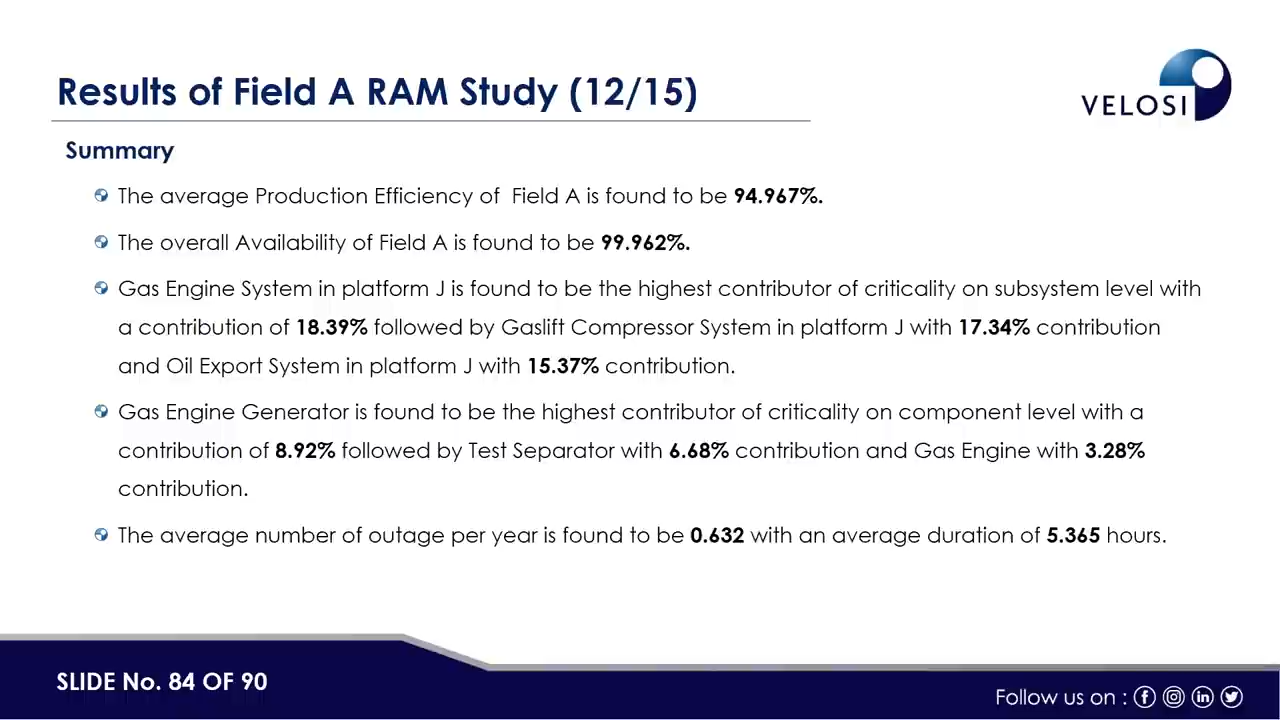 Results of Field A RAM Study (12/15)
VELOSI
Summary
The average Production Efficiency of Field A is found to be 94.967%.
The overall Availability of Field A is found to be 99.962%.
Gas Engine System in platform J is found to be the highest contributor of criticality on subsystem level with
a contribution of 18.39% followed by Gaslift Compressor System in platform J with 17.34% contribution
and Oil Export System in platform J with 15.37% contribution.
Gas Engine Generator is found to be the highest contributor of criticality on component level with a
contribution of 8.92% followed by Test Separator with 6.68% contribution and Gas Engine with 3.28%
contribution.
The average number of outage per year is found to be 0.632 with an average duration of 5.365 hours.
SLIDE No. 84 OF 90
Follow us on :